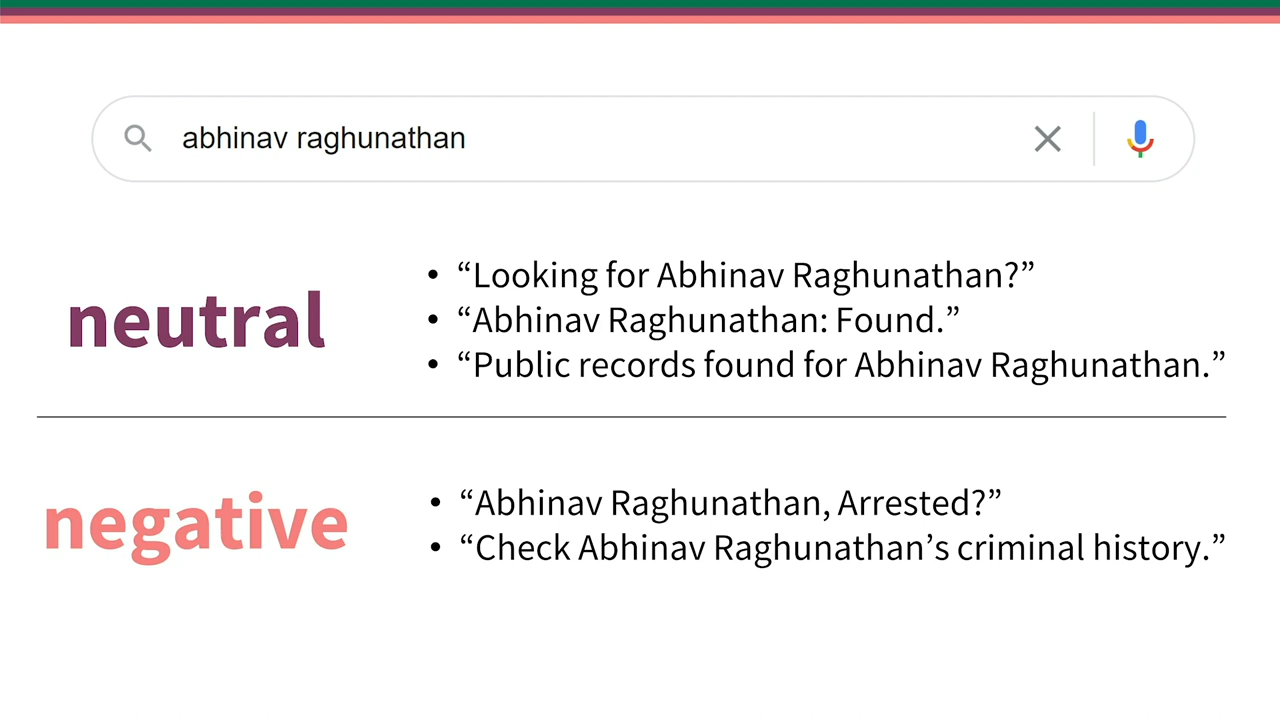 abhinav raghunathan
neutral
• “Looking for Abhinav Raghunathan?”
• “Abhinav Raghunathan: Found.”
• “Public records found for Abhinav Raghunathan.”
negative
• “Abhinav Raghunathan, Arrested?”
• “Check Abhinav Raghunathan’s criminal history.”